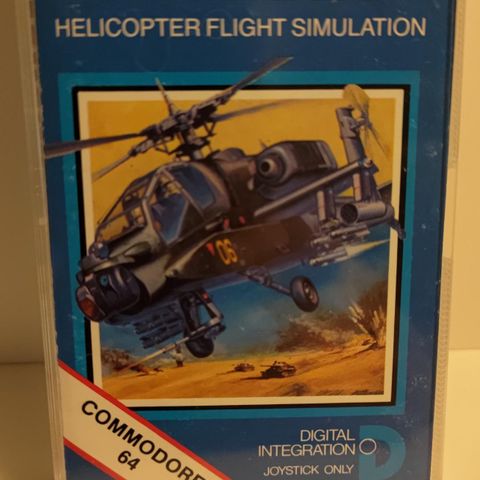 HELICOPTER FLIGHT SIMULATION
06
COMMODORE
64
DIGITAL
INTEGRATION
JOYSTICK ONLY